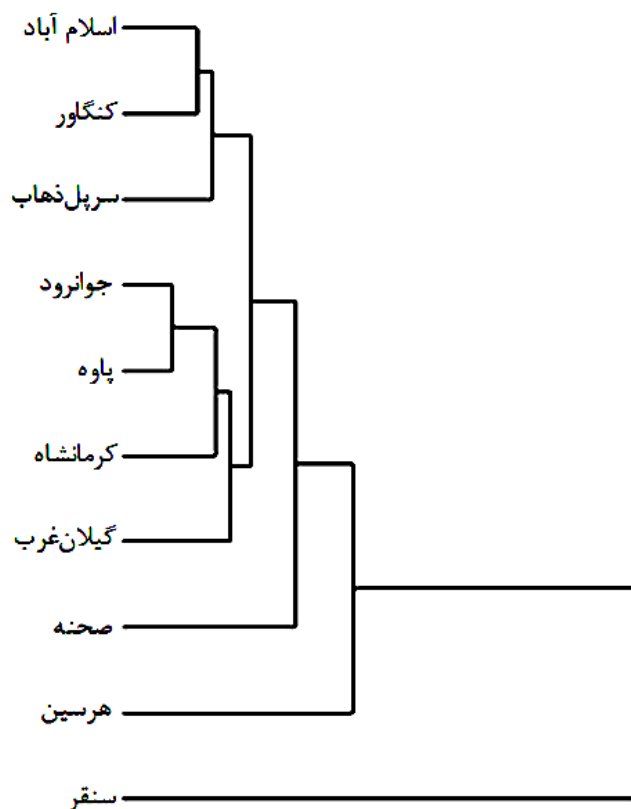 اسلام آباد
کنگاور
سرپل‌ذهاب
جوانرود
پاوه
کرمانشاه
گیلان‌غرب
صحنه
هرسین
سنقر